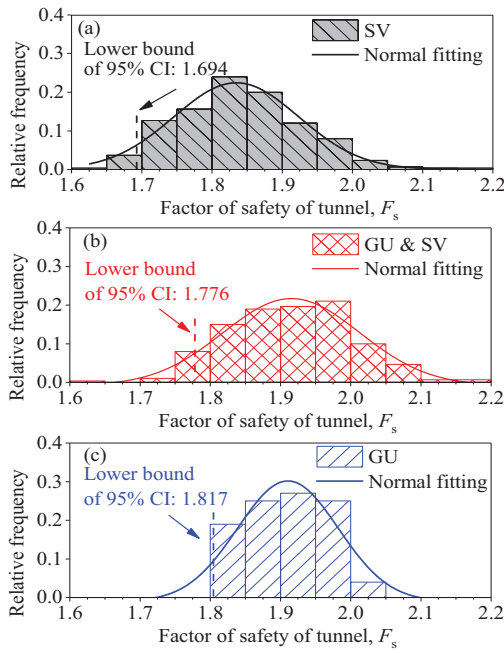 (a)
SV
Normal fitting
Lower bound
of 95% CI: 1.694
Relative frequency
0.4
0.3
0.2
0.1
0.0
1.6 1.7 1.8 1.9 2.0 2.1 2.2
Factor of safety of tunnel, Fs
(b)
GU & SV
Normal fitting
Lower bound
of 95% CI: 1.776
Relative frequency
0.4
0.3
0.2
0.1
0.0
1.6 1.7 1.8 1.9 2.0 2.1 2.2
Factor of safety of tunnel, Fs
(c)
GU
Normal fitting
Lower bound
of 95% CI: 1.817
Relative frequency
0.4
0.3
0.2
0.1
0.0
1.6 1.7 1.8 1.9 2.0 2.1 2.2
Factor of safety of tunnel, Fs